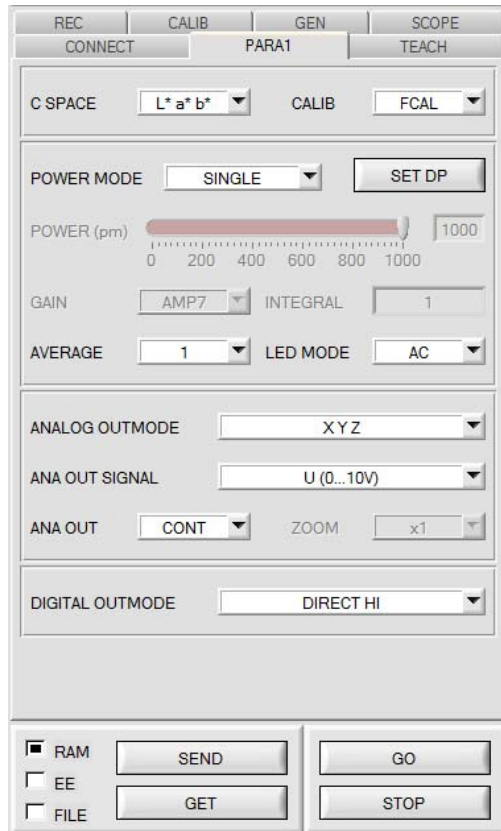 REC CALIB GEN SCOPE
CONNECT PARA1 TEACH
C SPACE L* a* b* CALIB FCAL
POWER MODE SINGLE SET DP
POWER (pm) 1000
0 200 400 600 800 1000
GAIN AMP7 INTEGRAL 1
AVERAGE 1 LED MODE AC
ANALOG OUTMODE X Y Z
ANA OUT SIGNAL U (0...10V)
ANA OUT CONT ZOOM x1
DIGITAL OUTMODE DIRECT HI
RAM SEND GO
EE
FILE GET STOP